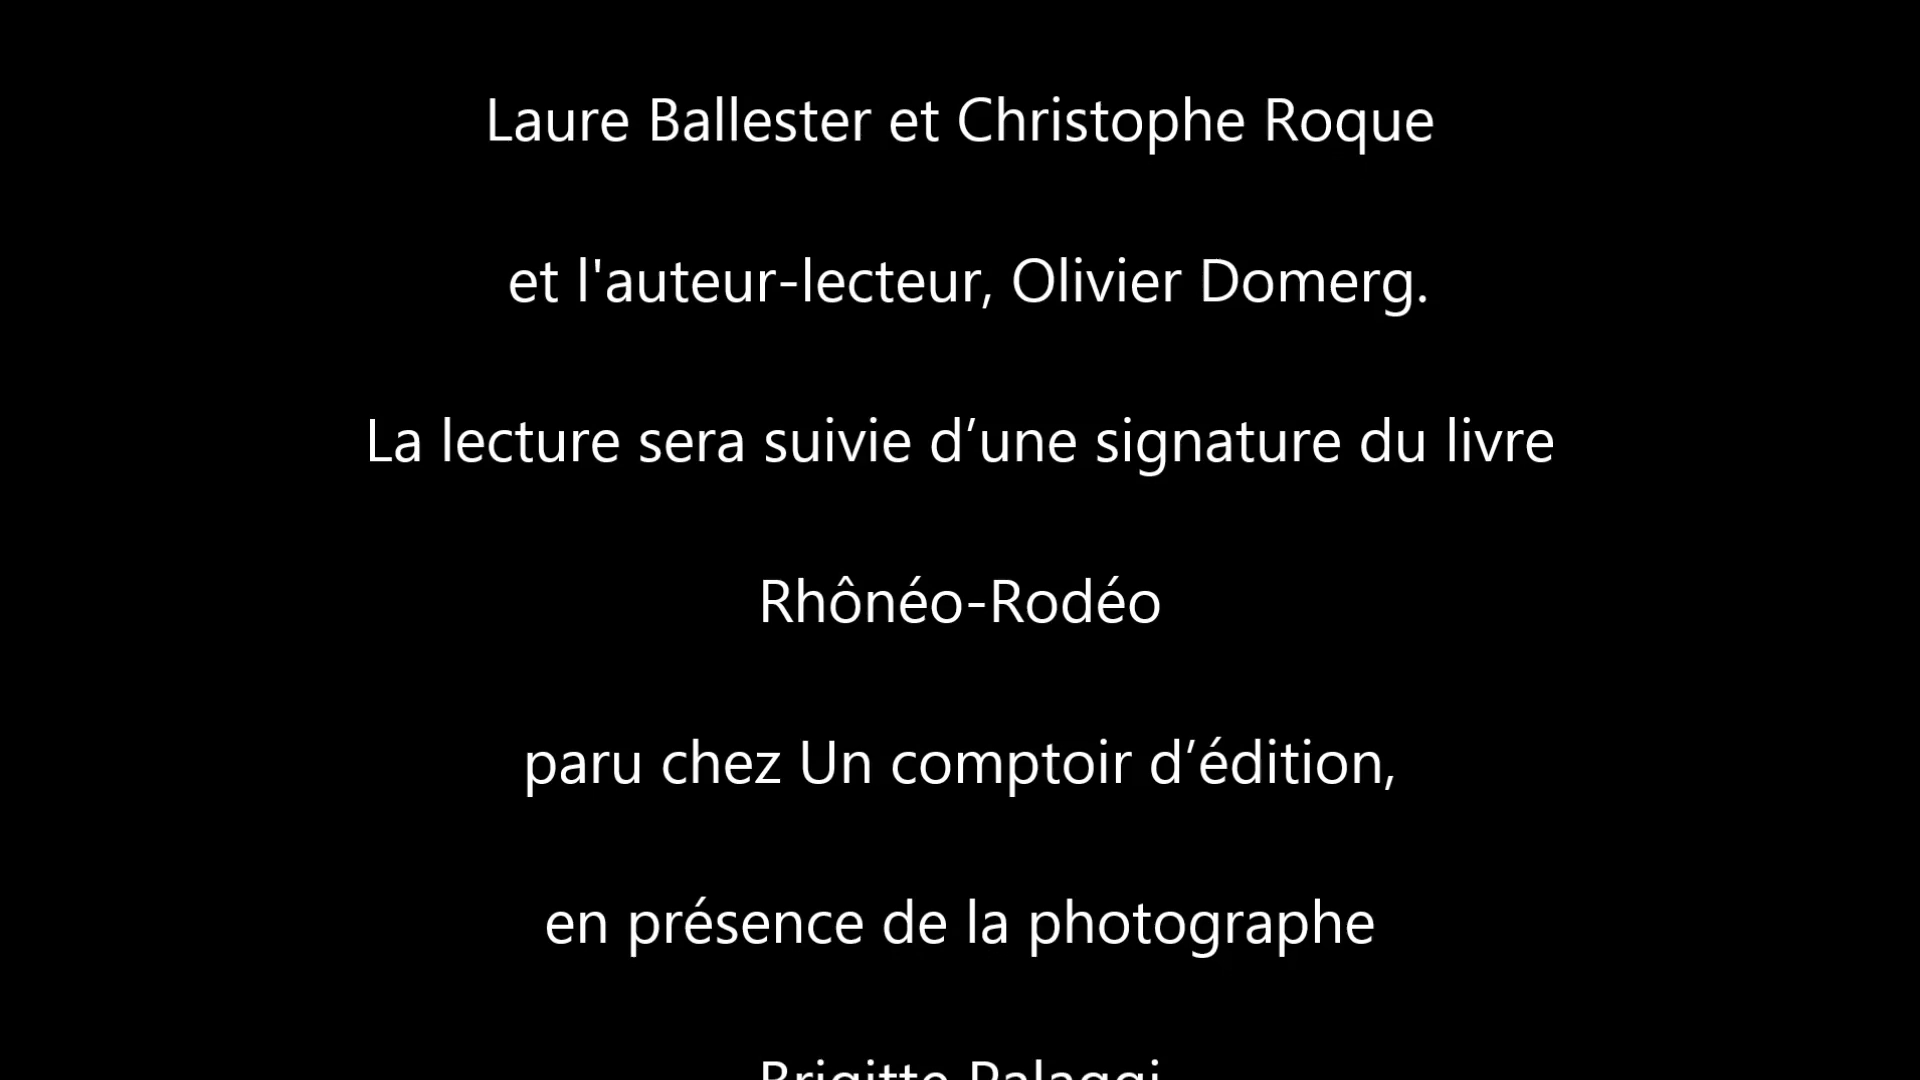 Laure Ballester et Christophe Roque
et l'auteur-lecteur, Olivier Domerg.
La lecture sera suivie d’une signature du livre
Rhônéo-Rodéo
paru chez Un comptoir d’édition,
en présence de la photographe
Brigitte Palaggi